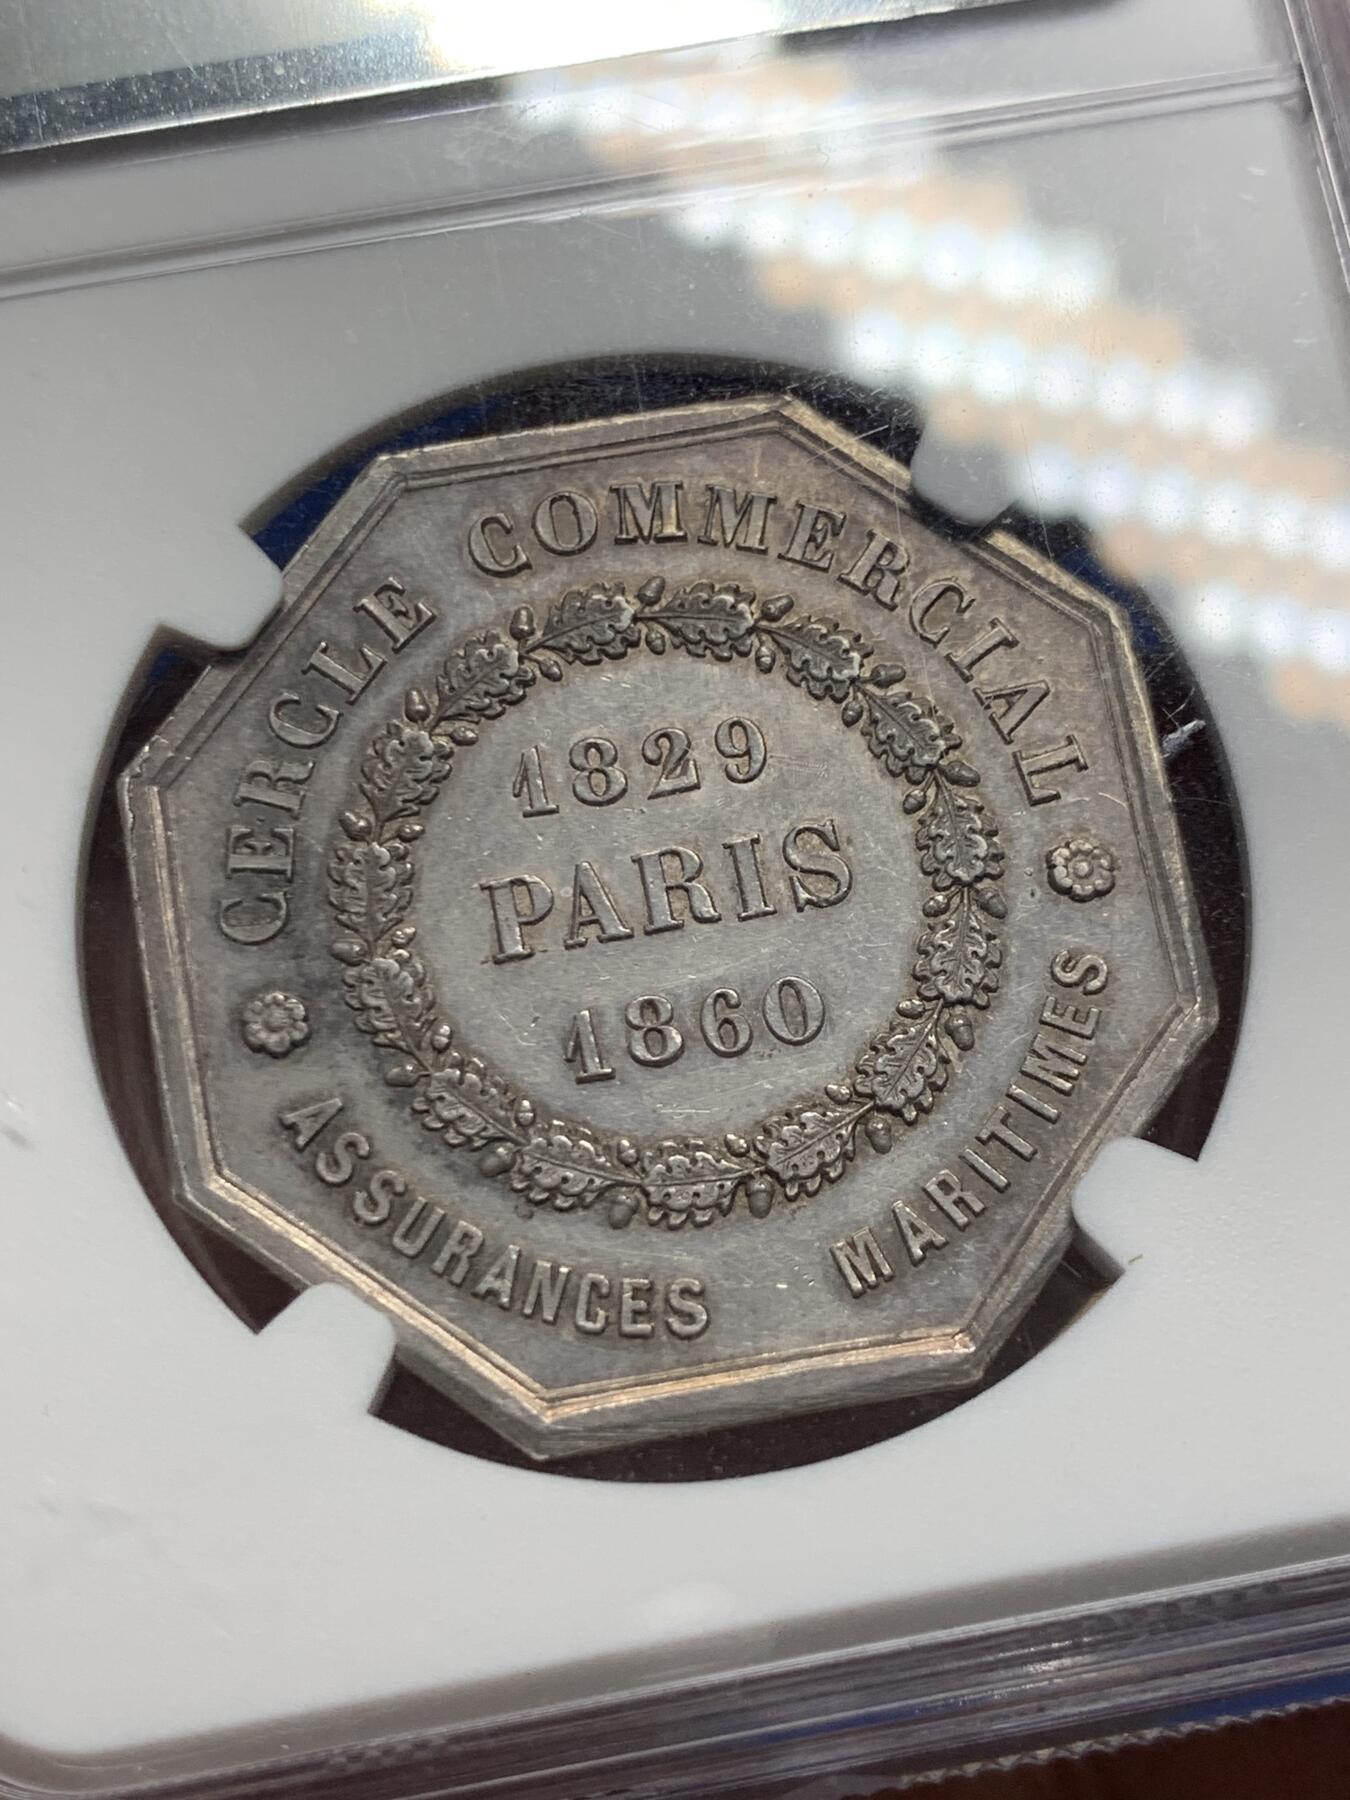 CERCLE COMMERCIAL
1829
PARIS
1860
ASSURANCES MARITIMES